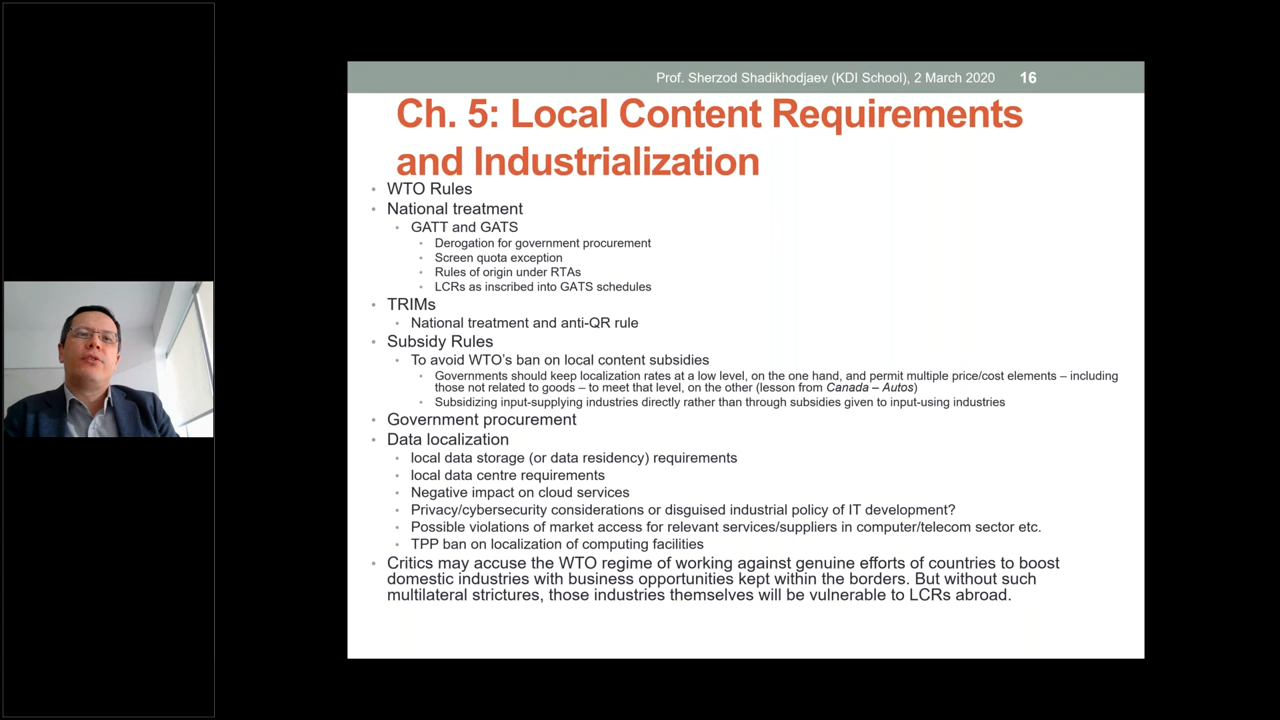 Prof. Sherzod Shadikhodjaev (KDI School), 2 March 2020 16
Ch. 5: Local Content Requirements
and Industrialization
• WTO Rules
• National treatment
• GATT and GATS
• Derogation for government procurement
• Screen quota exception
• Rules of origin under RTAs
• LCRs as inscribed into GATS schedules
• TRIMs
• National treatment and anti-QR rule
• Subsidy Rules
• To avoid WTO's ban on local content subsidies
• Governments should keep localization rates at a low level, on the one hand, and permit multiple price/cost elements – including
those not related to goods – to meet that level, on the other (lesson from Canada – Autos)
• Subsidizing input-supplying industries directly rather than through subsidies given to input-using industries
• Government procurement
• Data localization
• local data storage (or data residency) requirements
• local data centre requirements
• Negative impact on cloud services
• Privacy/cybersecurity considerations or disguised industrial policy of IT development?
• Possible violations of market access for relevant services/suppliers in computer/telecom sector etc.
• TPP ban on localization of computing facilities
• Critics may accuse the WTO regime of working against genuine efforts of countries to boost
domestic industries with business opportunities kept within the borders. But without such
multilateral strictures, those industries themselves will be vulnerable to LCRs abroad.